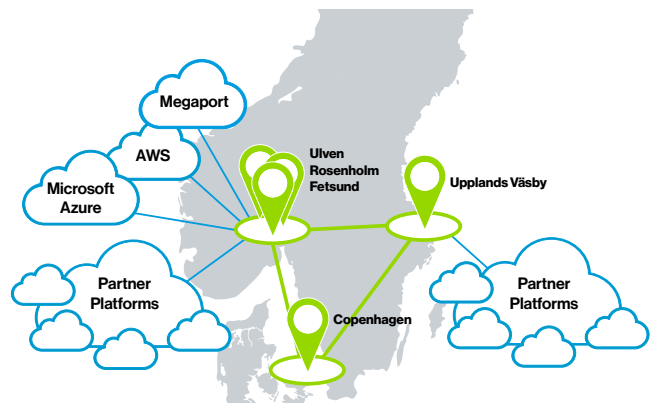 Megaport
AWS
Microsoft
Azure
Partner
Platforms
Ulven
Rosenholm
Fetsund
Upplands Väsby
Copenhagen
Partner
Platforms